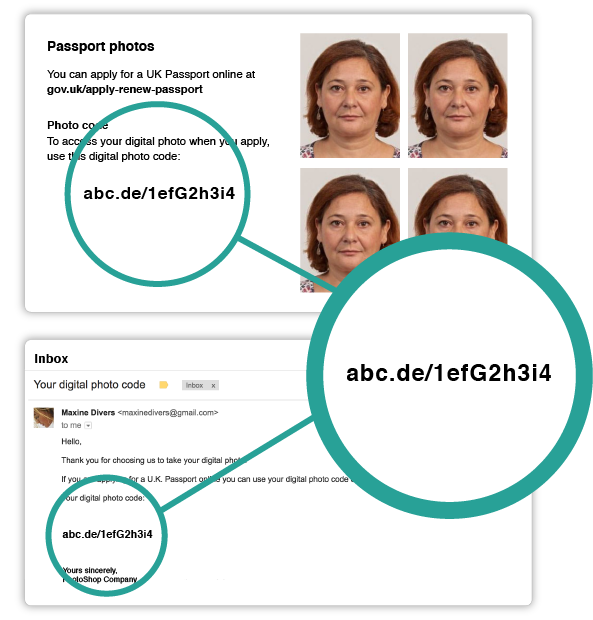 Passport photos
You can apply for a UK Passport online at
gov.uk/apply-renew-passport
Photo code
To access your digital photo when you apply,
use this digital photo code:
abc.de/1efG2h3i4
abc.de/1efG2h3i4
Inbox
Your digital photo code Inbox x
Maxine Divers <maxinedivers@gmail.com>
to me
Hello,
Thank you for choosing us to take your digital photo.
If you are applying for a U.K. Passport online you can use your digital photo code
Your digital photo code:
abc.de/1efG2h3i4
Yours sincerely,
PhotoShop Company